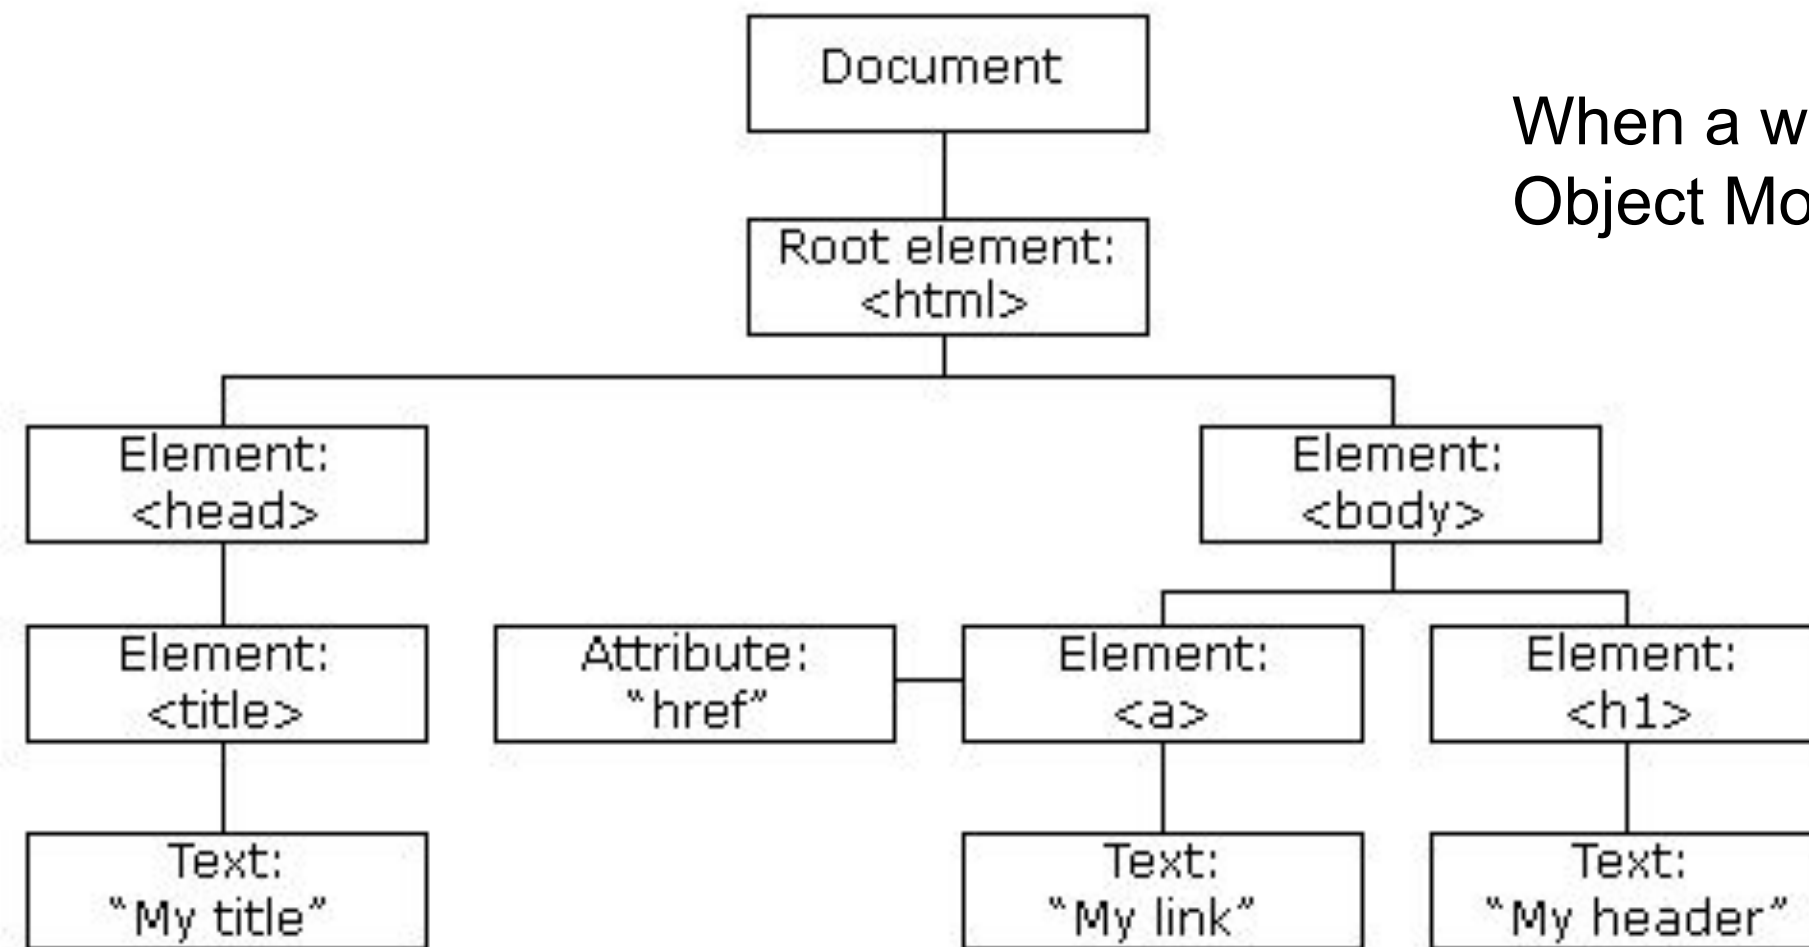 Document
When a w
Object Mo
Root element:
<html>
Element:
<head>
Element:
<body>
Element:
<title>
Attribute:
“href”
Element:
<a>
Element:
<h1>
Text:
“My title”
Text:
“My link”
Text:
“My header”